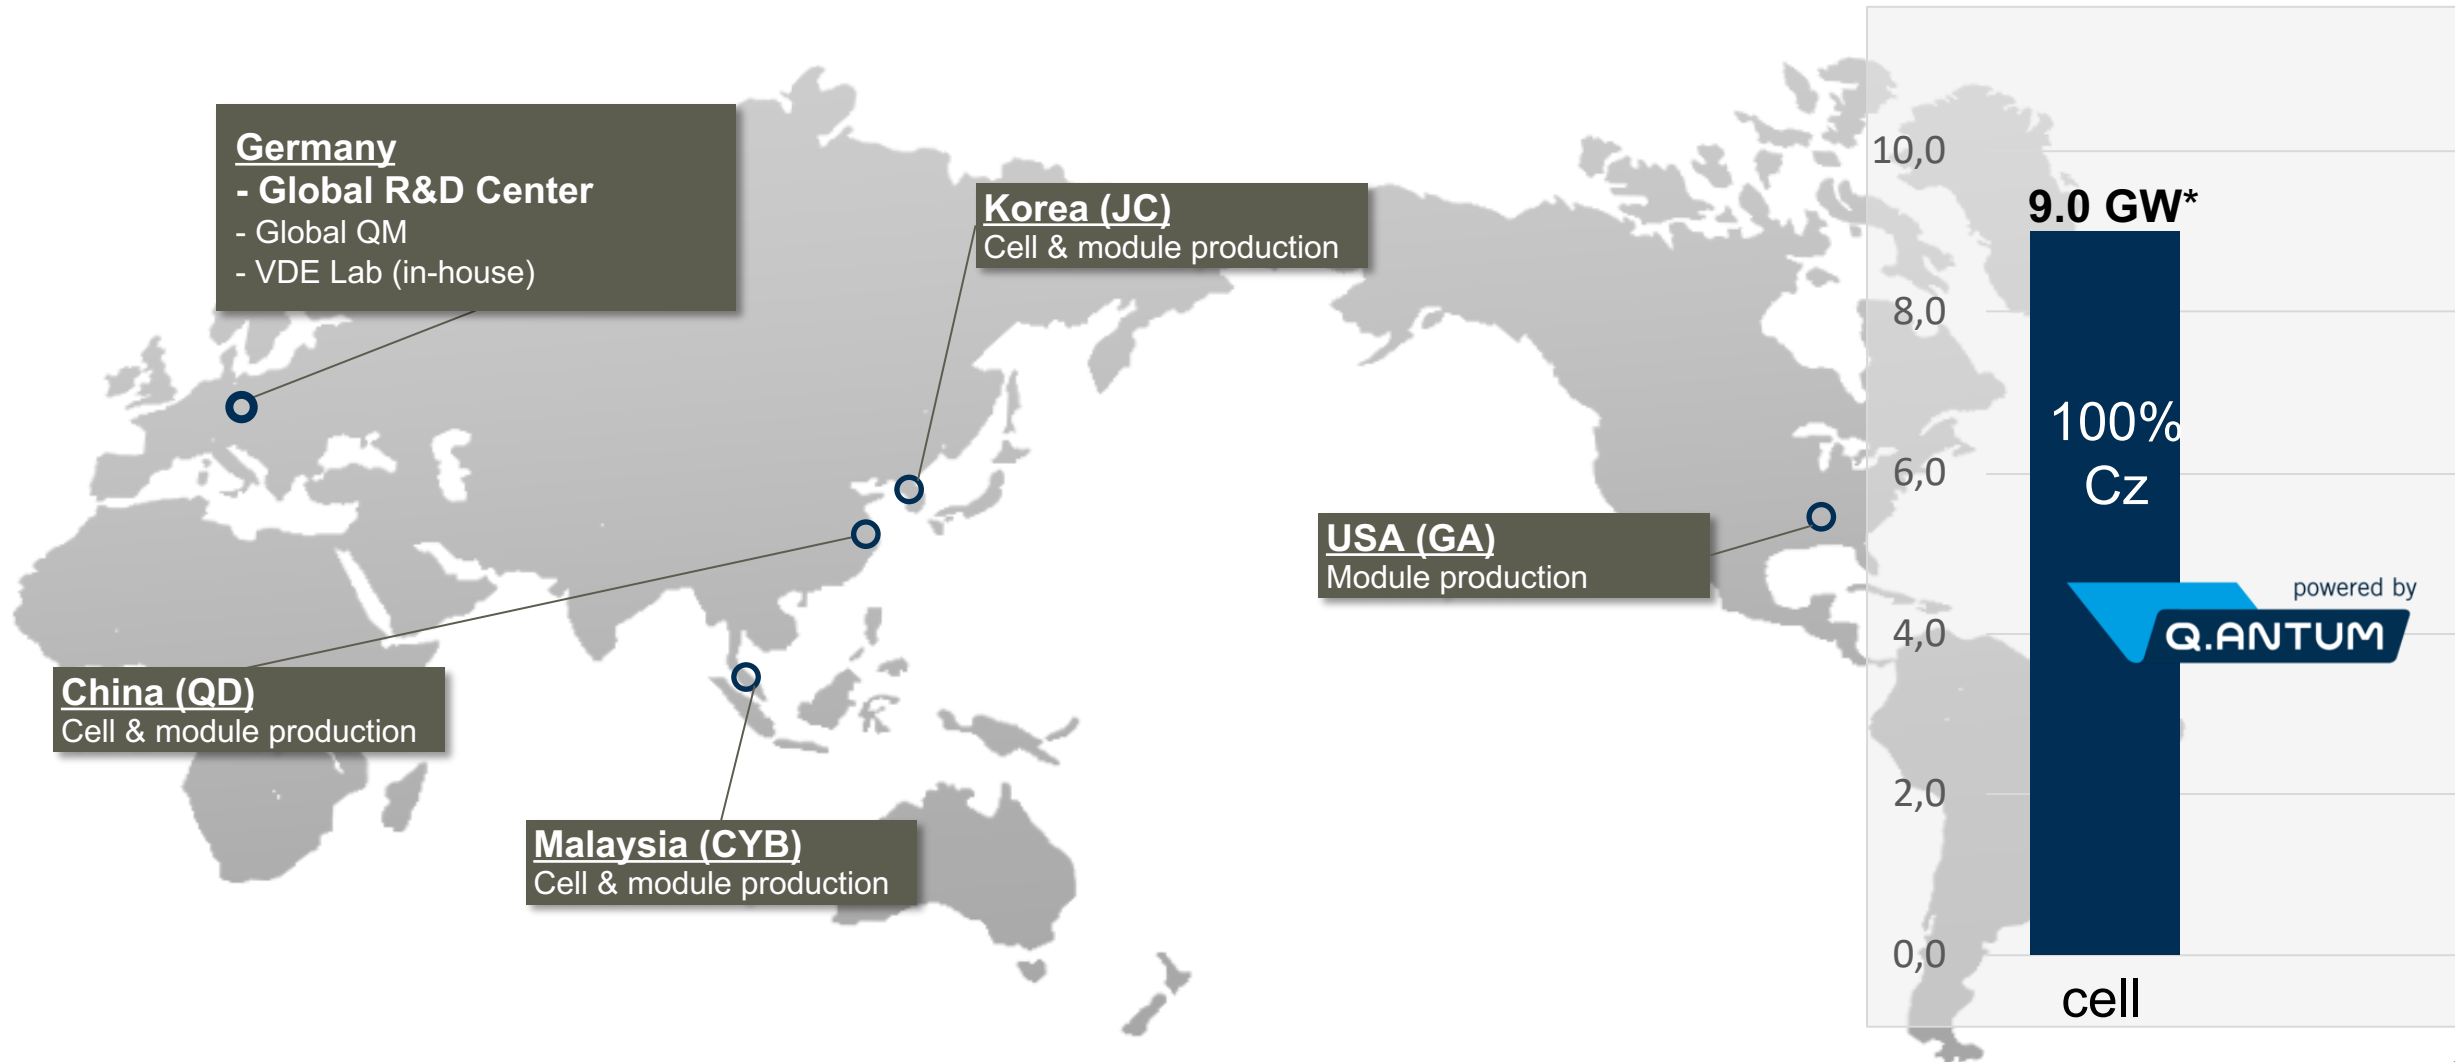 Germany
- Global R&D Center
- Global QM
- VDE Lab (in-house)
Korea (JC)
Cell & module production
USA (GA)
Module production
China (QD)
Cell & module production
Malaysia (CYB)
Cell & module production
10,0
8,0
6,0
4,0
2,0
0,0
9.0 GW*
100%
Cz
powered by
Q.ANTUM
cell